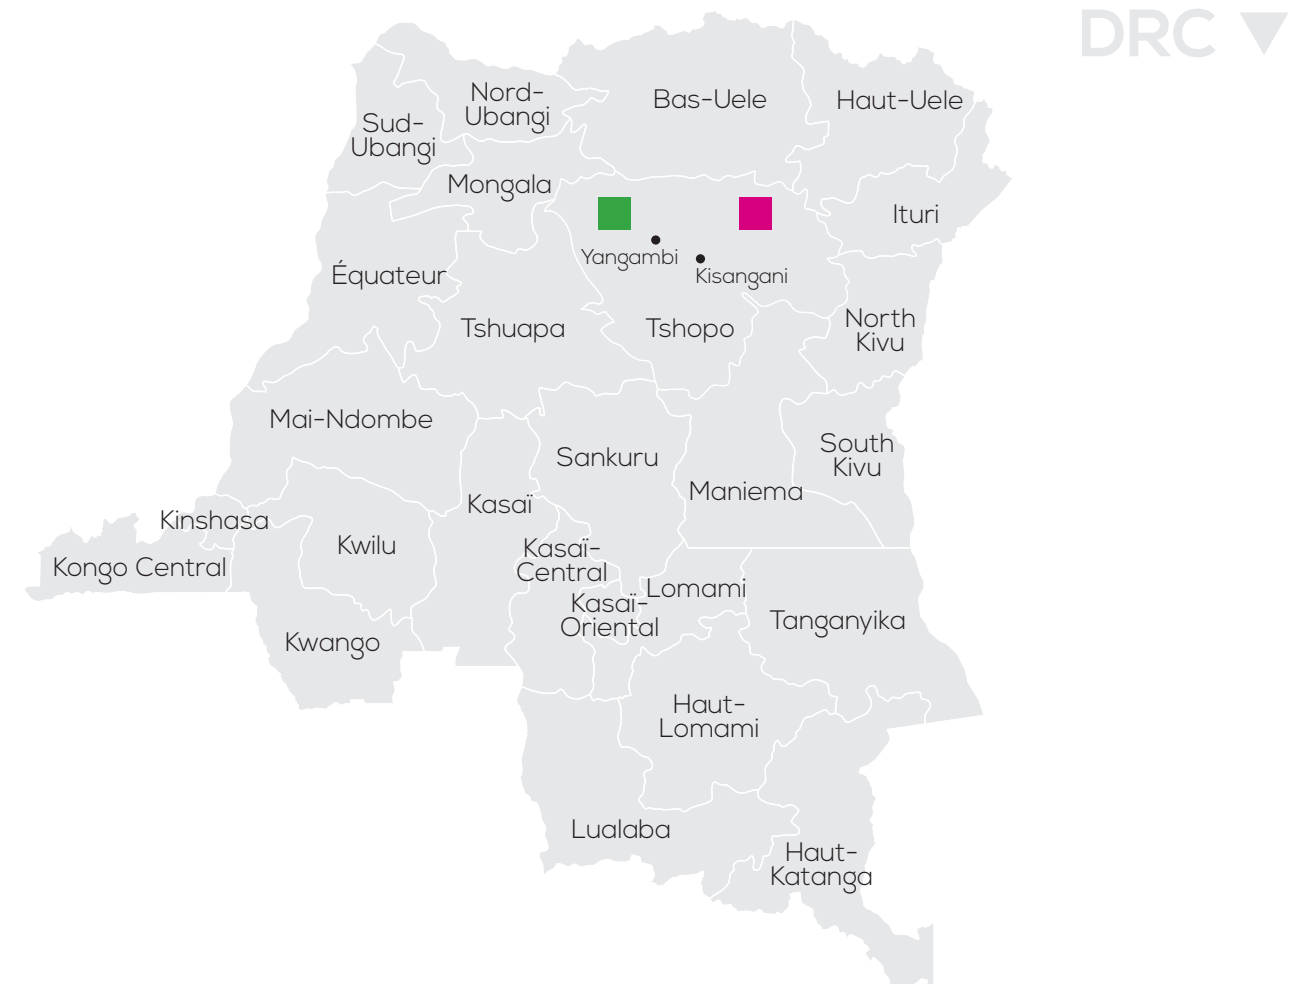 DRC
Nord-
Ubangi
Bas-Uele
Haut-Uele
Sud-
Ubangi
Mongala
Ituri
Yangambi
Kisangani
Équateur
Tshuapa
Tshopo
North
Kivu
Mai-Ndombe
Sankuru
South
Kivu
Maniema
Kasaï
Kinshasa
Kwilu
Kasaï-
Central
Kongo Central
Lomami
Kasaï-
Oriental
Tanganyika
Kwango
Haut-
Lomami
Lualaba
Haut-
Katanga